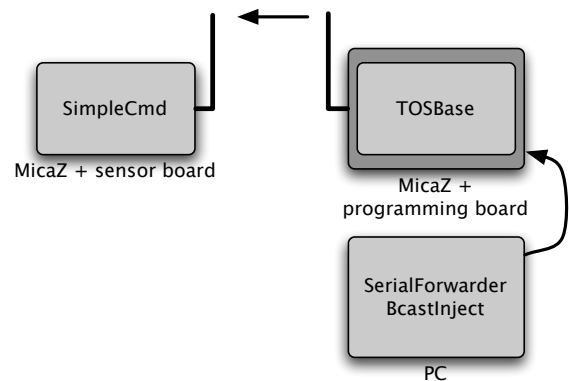 SimpleCmd
MicaZ + sensor board
TOSBase
MicaZ +
programming board
SerialForwarder
BcastInject
PC